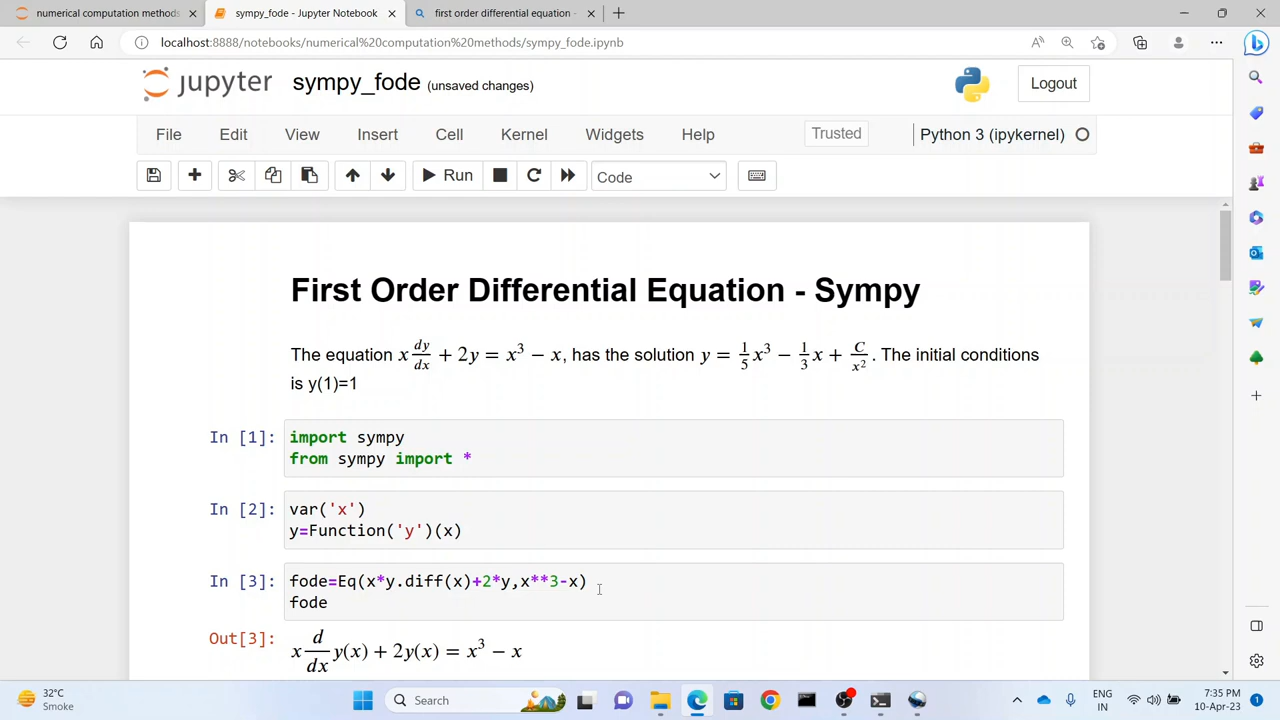 numerical computation methods
sympy_fode - Jupyter Notebook
first order differential equation -
localhost:8888/notebooks/numerical%20computation%20methods/sympy_fode.ipynb
jupyter sympy_fode (unsaved changes)
Logout
File Edit View Insert Cell Kernel Widgets Help
Trusted
Python 3 (ipykernel)
Run
Code
First Order Differential Equation - Sympy
The equation x dy/dx + 2y = x³ − x, has the solution y = 1/5 x³ − 1/3 x + C/x². The initial conditions
is y(1)=1
In [1]: import sympy
from sympy import *
In [2]: var('x')
y=Function('y')(x)
In [3]: fode=Eq(x*y.diff(x)+2*y,x**3-x)
fode
Out[3]: x d/dx y(x) + 2y(x) = x³ − x
32°C
Smoke
Search
ENG
IN
7:35 PM
10-Apr-23
1